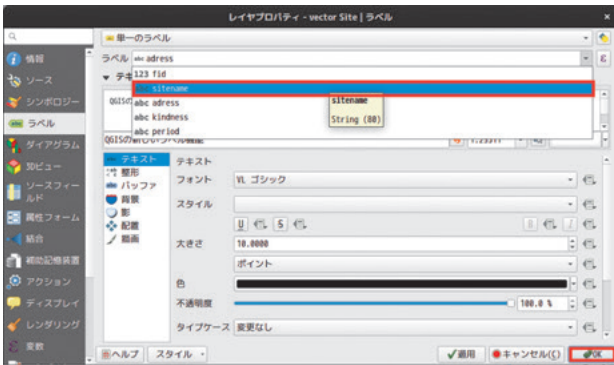 レイヤプロパティ - vector Site | ラベル
情報
ソース
シンボロジー
abc ラベル
ダイアグラム
3Dビュー
ソースフィー
ルド
属性フォーム
結合
補助記憶装置
アクション
ディスプレイ
レンダリング
変数
単一のラベル
ラベル abc adress
ε
▼ テキ
123 fid
abc sitename
abc adress
abc kindness
abc period
sitename
String (80)
テキスト
整形
バッファ
背景
影
配置
描画
テキスト
フォント VL ゴシック
スタイル
U S B I
大きさ 10.0000
ポイント
色
不透明度 100.0 %
タイプケース 変更なし
ヘルプ スタイル 適用 キャンセル(C) OK